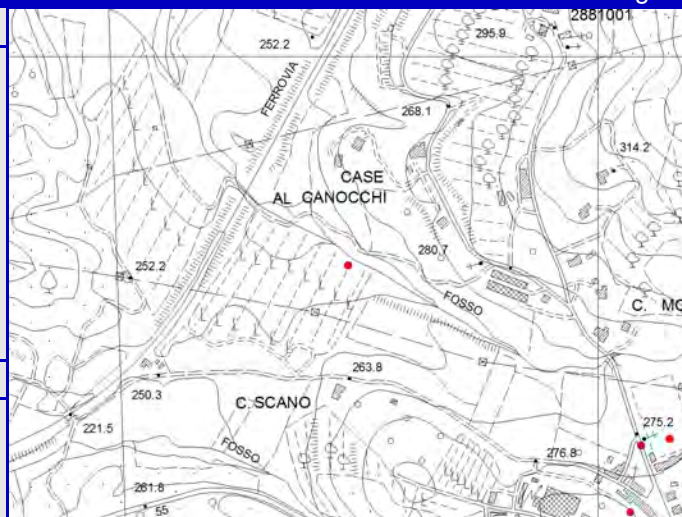 2881001
252.2
295.9
FERROVIA
268.1
314.2
CASE
AL CANOCCHI
280.7
252.2
FOSSO
C. MO
263.8
250.3
C. SCANO
221.5
275.2
FOSSO
276.8
261.8
55